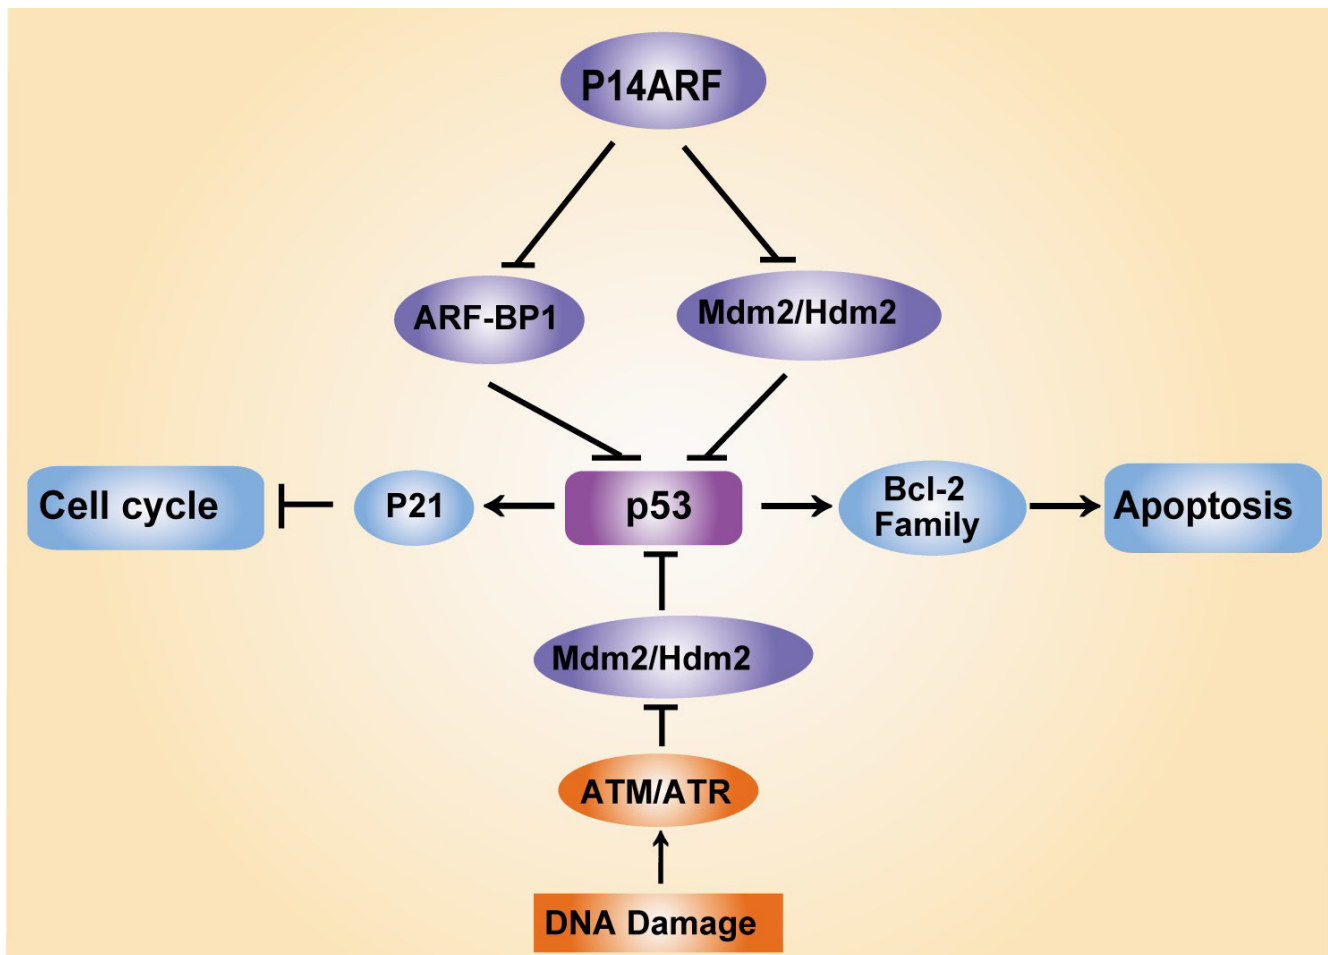 P14ARF
ARF-BP1
Mdm2/Hdm2
Cell cycle
P21
p53
Bcl-2
Family
Apoptosis
Mdm2/Hdm2
ATM/ATR
DNA Damage